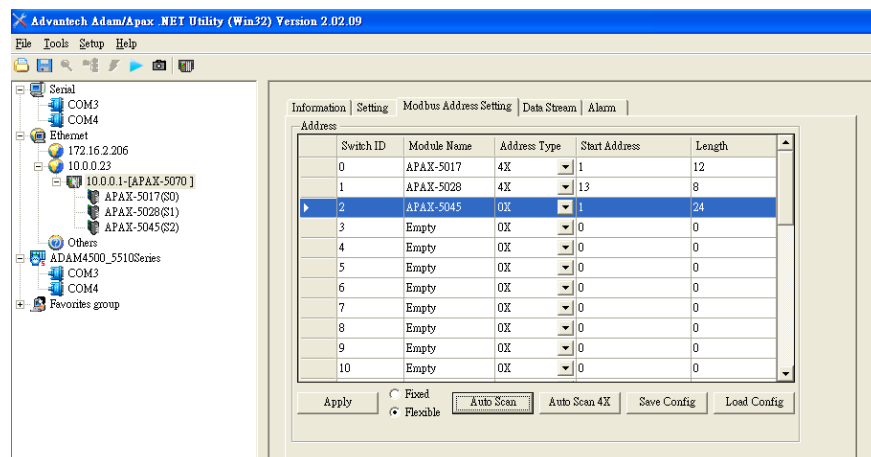 Advantech Adam/Apax .NET Utility (Win32) Version 2.02.09
File Tools Setup Help
Serial
COM3
COM4
Ethernet
172.16.2.206
10.0.0.23
10.0.0.1-[APAX-5070 ]
APAX-5017(S0)
APAX-5028(S1)
APAX-5045(S2)
Others
ADAM4500_5510Series
COM3
COM4
Favorites group
Information Setting Modbus Address Setting Data Stream Alarm
Address
Switch ID Module Name Address Type Start Address Length
0 APAX-5017 4X 1 12
1 APAX-5028 4X 13 8
2 APAX-5045 0X 1 24
3 Empty 0X 0 0
4 Empty 0X 0 0
5 Empty 0X 0 0
6 Empty 0X 0 0
7 Empty 0X 0 0
8 Empty 0X 0 0
9 Empty 0X 0 0
10 Empty 0X 0 0
Apply Fixed Flexible Auto Scan Auto Scan 4X Save Config Load Config